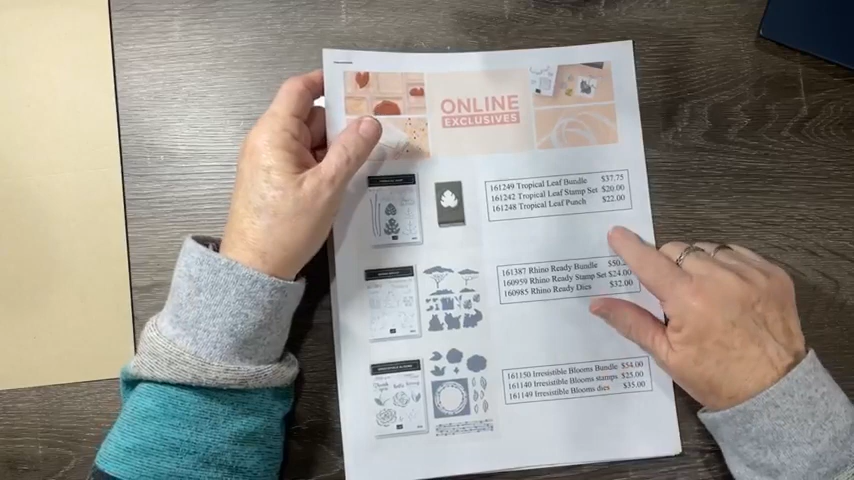 ONLINE
EXCLUSIVES
161249 Tropical Leaf Bundle $37.75
161242 Tropical Leaf Stamp Set $20.00
161248 Tropical Leaf Punch $22.00
161387 Rhino Ready Bundle
160959 Rhino Ready Stamp Set $24.00
160985 Rhino Ready Dies $32.00
161150 Irresistible Blooms Bundle $54.00
161140 Irresistible Blooms stamps $25.00
161149 Irresistible Blooms dies $35.00